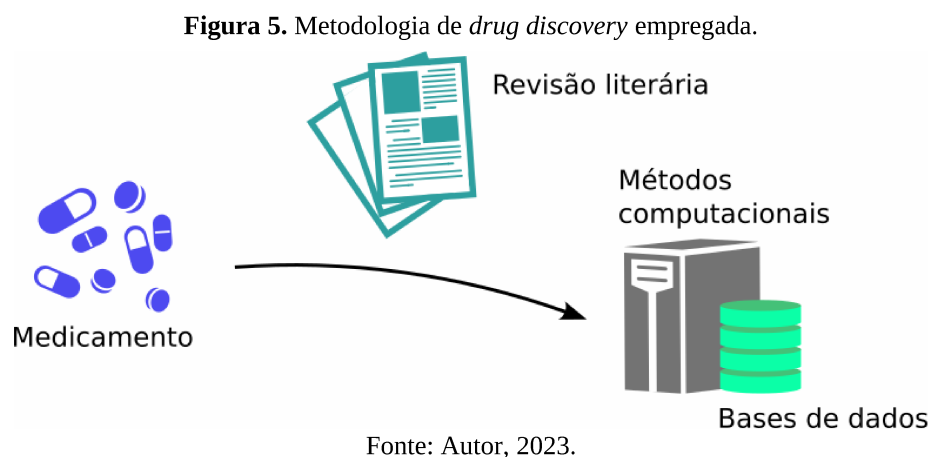 Figura 5. Metodologia de drug discovery empregada.
Revisão literária
Métodos
computacionais
Medicamento
Bases de dados
Fonte: Autor, 2023.